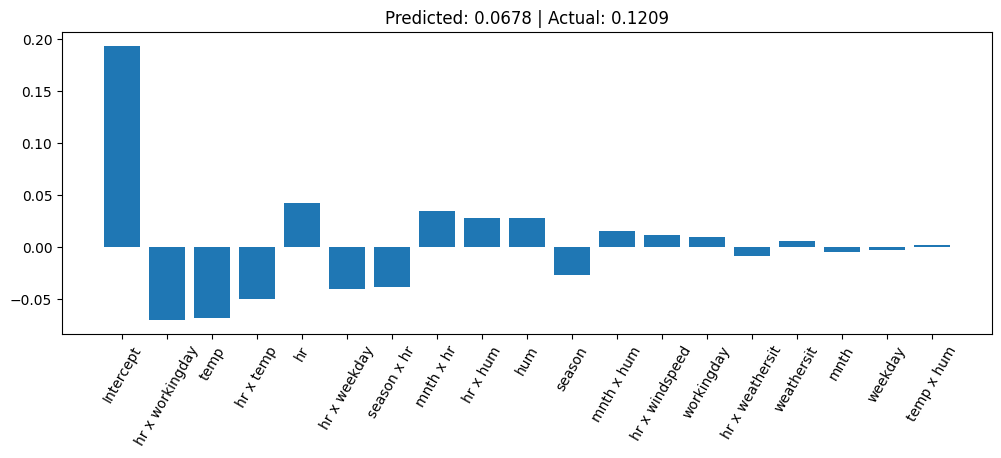 Predicted: 0.0678 | Actual: 0.1209
0.20
0.15
0.10
0.05
0.00
−0.05
Intercept
hr x workingday
temp
hr x temp
hr
hr x weekday
season x hr
mnth x hr
hr x hum
hum
season
mnth x hum
hr x windspeed
workingday
hr x weathersit
weathersit
mnth
weekday
temp x hum